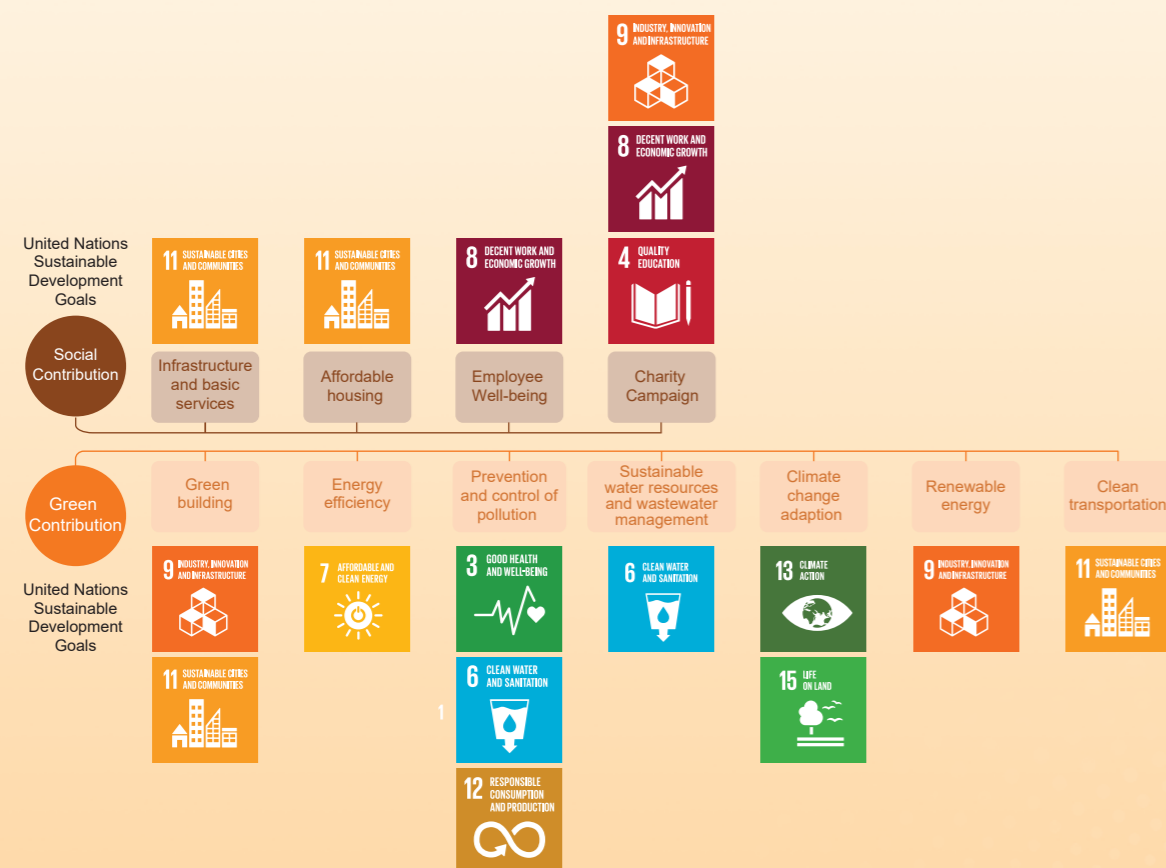 9 INDUSTRY, INNOVATION
AND INFRASTRUCTURE
8 DECENT WORK AND
ECONOMIC GROWTH
United Nations
Sustainable
Development
Goals
11 SUSTAINABLE CITIES
AND COMMUNITIES
11 SUSTAINABLE CITIES
AND COMMUNITIES
8 DECENT WORK AND
ECONOMIC GROWTH
4 QUALITY
EDUCATION
Social
Contribution
Infrastructure
and basic
services
Affordable
housing
Employee
Well-being
Charity
Campaign
Green
Contribution
Green
building
Energy
efficiency
Prevention
and control of
pollution
Sustainable
water resources
and wastewater
management
Climate
change
adaption
Renewable
energy
Clean
transportation
United Nations
Sustainable
Development
Goals
9 INDUSTRY, INNOVATION
AND INFRASTRUCTURE
7 AFFORDABLE AND
CLEAN ENERGY
3 GOOD HEALTH
AND WELL-BEING
6 CLEAN WATER
AND SANITATION
13 CLIMATE
ACTION
9 INDUSTRY, INNOVATION
AND INFRASTRUCTURE
11 SUSTAINABLE CITIES
AND COMMUNITIES
11 SUSTAINABLE CITIES
AND COMMUNITIES
1
6 CLEAN WATER
AND SANITATION
15 LIFE
ON LAND
12 RESPONSIBLE
CONSUMPTION
AND PRODUCTION